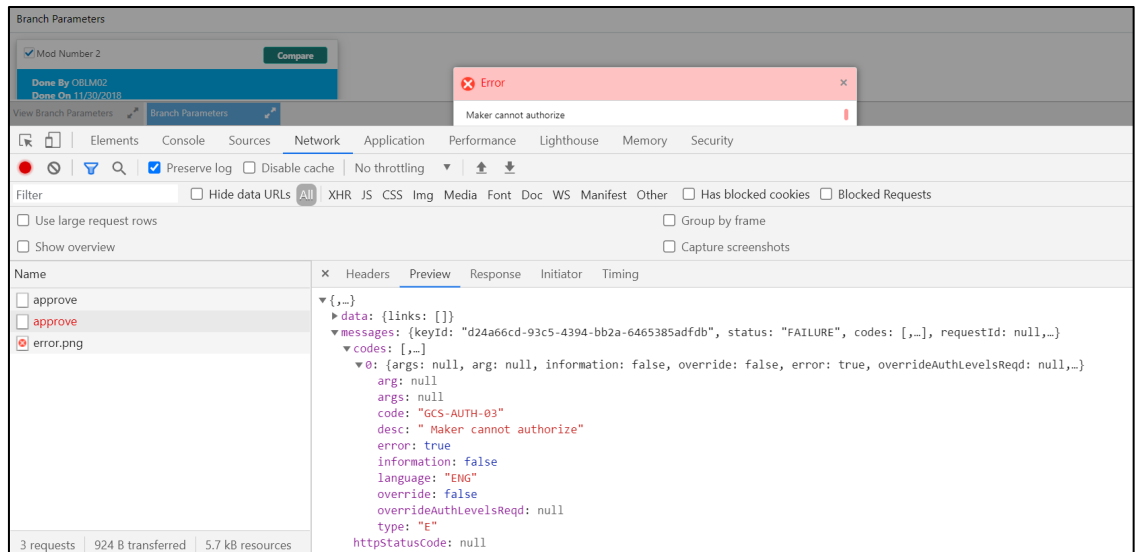 Branch Parameters
Mod Number 2 Compare
Done By OBLM02
Done On 11/30/2018
Error ×
Maker cannot authorize
View Branch Parameters Branch Parameters
Elements Console Sources Network Application Performance Lighthouse Memory Security
Preserve log Disable cache No throttling ▼
Filter Hide data URLs All XHR JS CSS Img Media Font Doc WS Manifest Other Has blocked cookies Blocked Requests
Use large request rows Group by frame
Show overview Capture screenshots
Name × Headers Preview Response Initiator Timing
approve
approve
error.png
▼{,…}
▶data: {links: []}
▼messages: {keyId: "d24a66cd-93c5-4394-bb2a-6465385adfdb", status: "FAILURE", codes: [,…], requestId: null,…}
▼codes: [,…]
▼0: {args: null, arg: null, information: false, override: false, error: true, overrideAuthLevelsReqd: null,…}
arg: null
args: null
code: "GCS-AUTH-03"
desc: " Maker cannot authorize"
error: true
information: false
language: "ENG"
override: false
overrideAuthLevelsReqd: null
type: "E"
httpStatusCode: null
3 requests 924 B transferred 5.7 kB resources